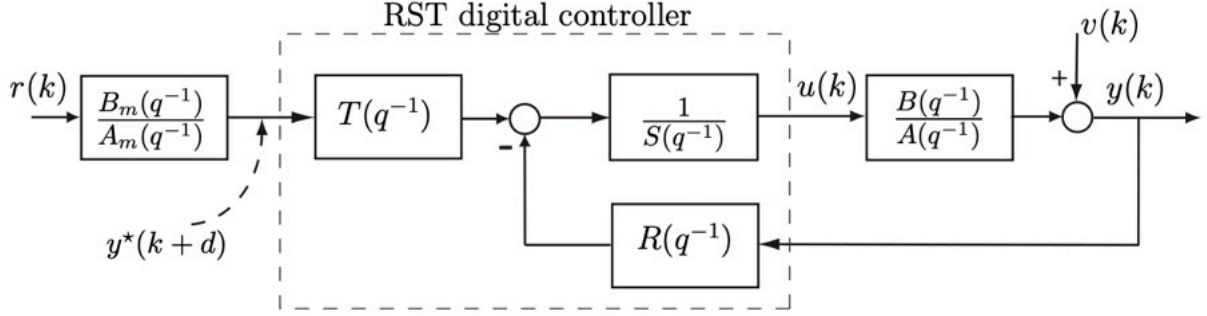 RST digital controller
r(k)
B_m(q^{-1})
A_m(q^{-1})
T(q^{-1})
-
1
S(q^{-1})
u(k)
B(q^{-1})
A(q^{-1})
+
v(k)
y(k)
y^⋆(k + d)
R(q^{-1})